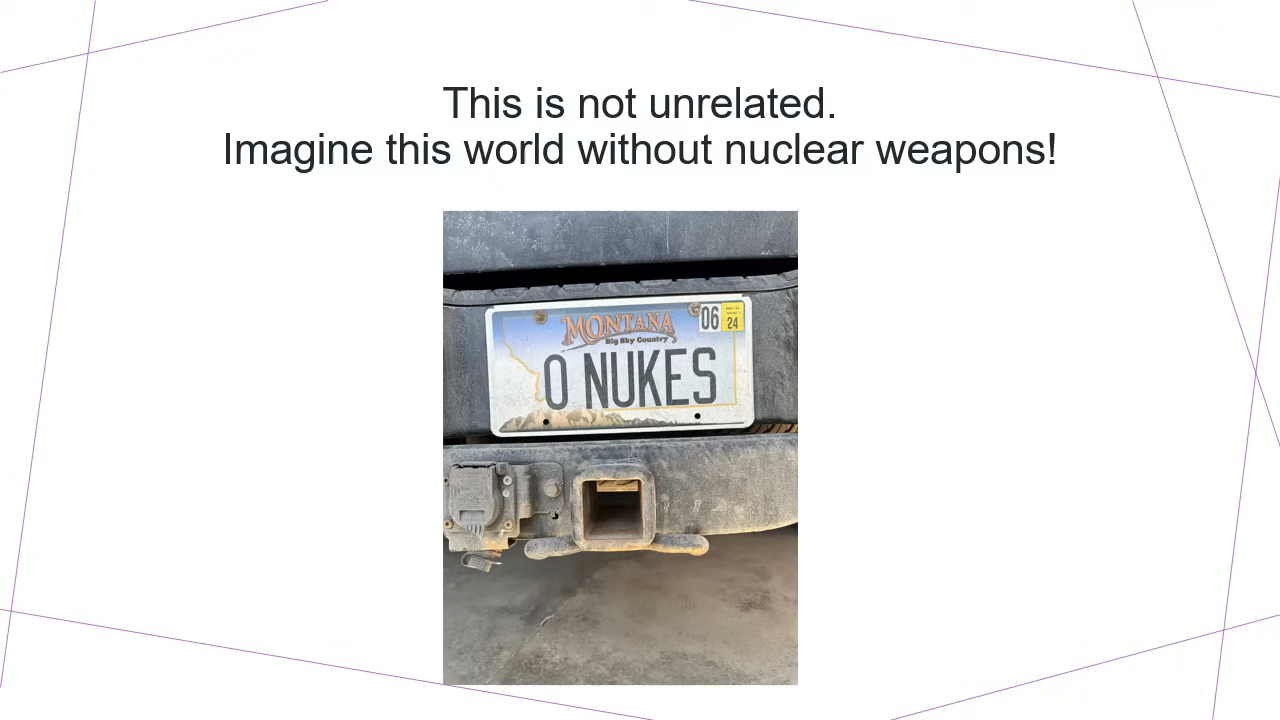 This is not unrelated.
Imagine this world without nuclear weapons!
MONTANA
Big Sky Country
06
24
0 NUKES